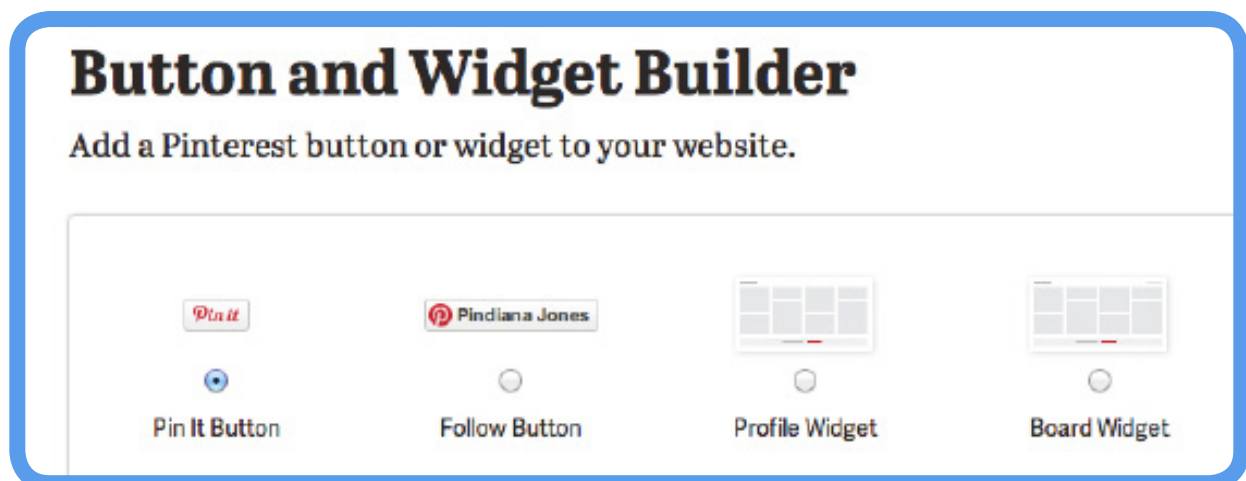 Button and Widget Builder
Add a Pinterest button or widget to your website.
Pin it
Pindiana Jones
Pin It Button
Follow Button
Profile Widget
Board Widget